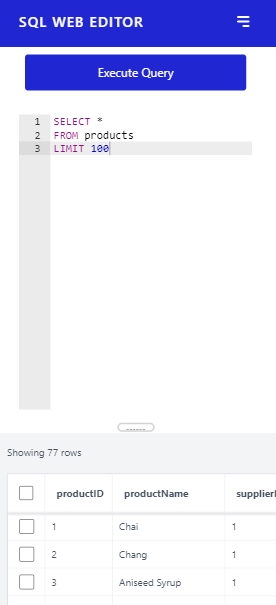 SQL WEB EDITOR
Execute Query
1 SELECT *
2 FROM products
3 LIMIT 100
Showing 77 rows
productID productName supplierI
1 Chai 1
2 Chang 1
3 Aniseed Syrup 1